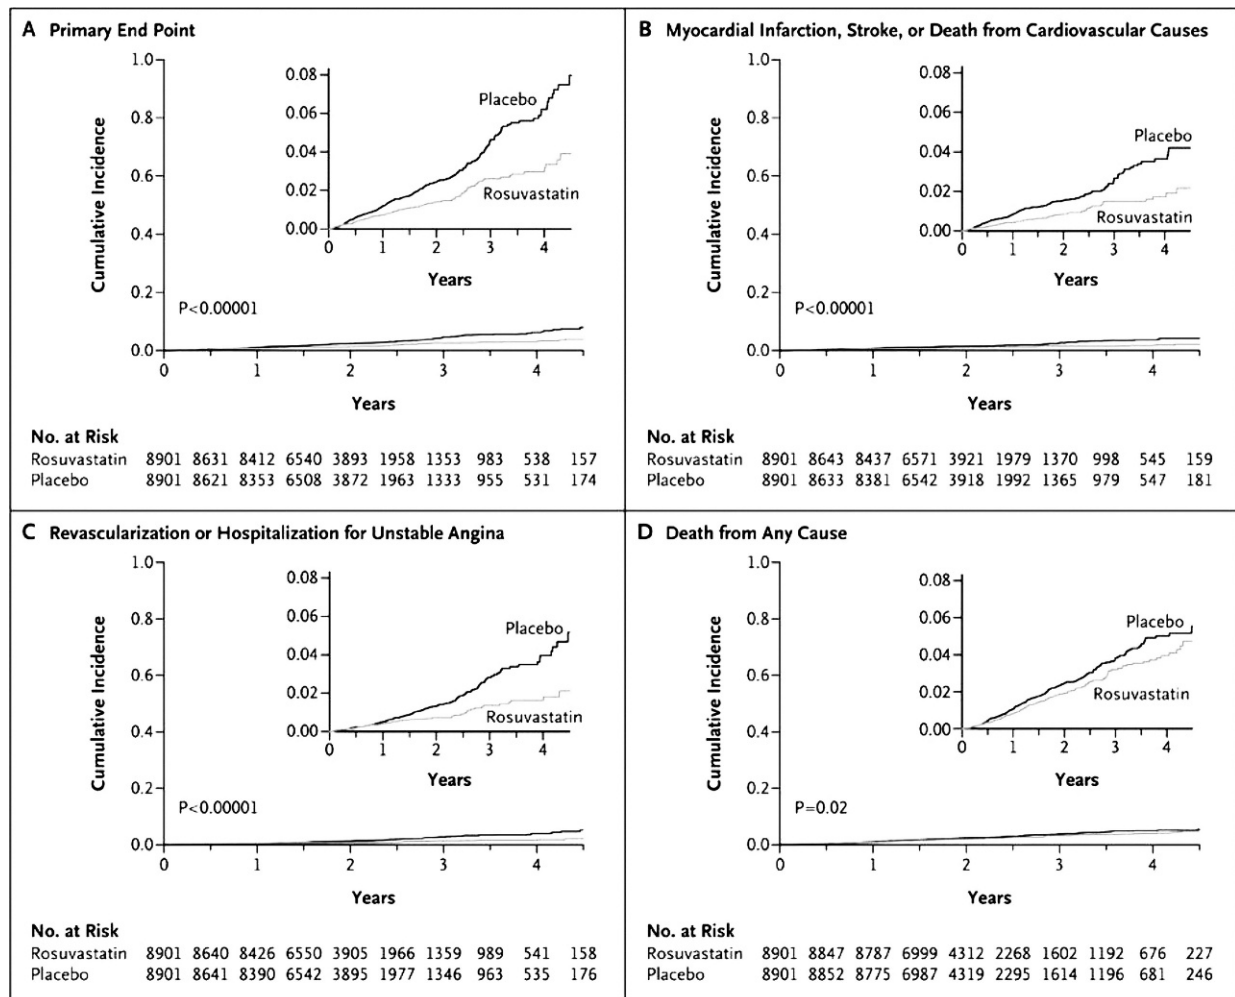 A Primary End Point
1.0
0.8
0.6
0.4
0.2
0.0
Cumulative Incidence
0.08
0.06
0.04
0.02
0.00
Placebo
Rosuvastatin
0 1 2 3 4
Years
P<0.00001
0 1 2 3 4
Years
No. at Risk
Rosuvastatin 8901 8631 8412 6540 3893 1958 1353 983 538 157
Placebo 8901 8621 8353 6508 3872 1963 1333 955 531 174
B Myocardial Infarction, Stroke, or Death from Cardiovascular Causes
1.0
0.8
0.6
0.4
0.2
0.0
Cumulative Incidence
0.08
0.06
0.04
0.02
0.00
Placebo
Rosuvastatin
0 1 2 3 4
Years
P<0.00001
0 1 2 3 4
Years
No. at Risk
Rosuvastatin 8901 8643 8437 6571 3921 1979 1370 998 545 159
Placebo 8901 8633 8381 6542 3918 1992 1365 979 547 181
C Revascularization or Hospitalization for Unstable Angina
1.0
0.8
0.6
0.4
0.2
0.0
Cumulative Incidence
0.08
0.06
0.04
0.02
0.00
Placebo
Rosuvastatin
0 1 2 3 4
Years
P<0.00001
0 1 2 3 4
Years
No. at Risk
Rosuvastatin 8901 8640 8426 6550 3905 1966 1359 989 541 158
Placebo 8901 8641 8390 6542 3895 1977 1346 963 535 176
D Death from Any Cause
1.0
0.8
0.6
0.4
0.2
0.0
Cumulative Incidence
0.08
0.06
0.04
0.02
0.00
Placebo
Rosuvastatin
0 1 2 3 4
Years
P=0.02
0 1 2 3 4
Years
No. at Risk
Rosuvastatin 8901 8847 8787 6999 4312 2268 1602 1192 676 227
Placebo 8901 8852 8775 6987 4319 2295 1614 1196 681 246